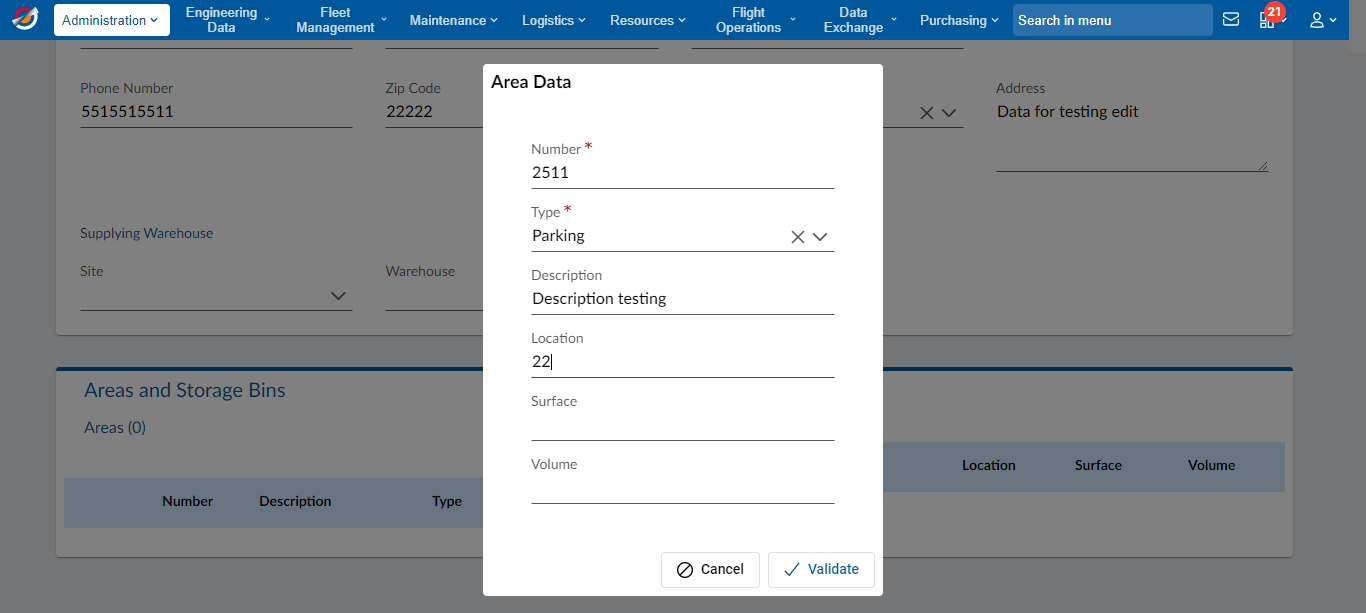 Administration
Engineering
Data
Fleet
Management
Maintenance
Logistics
Resources
Flight
Operations
Data
Exchange
Purchasing
Search in menu
21
Area Data
Phone Number
5515515511
Zip Code
22222
Address
Data for testing edit
Number *
2511
Type *
Parking
Supplying Warehouse
Site
Warehouse
Description
Description testing
Location
22
Surface
Volume
Areas and Storage Bins
Areas (0)
Number
Description
Type
Location
Surface
Volume
Cancel
Validate